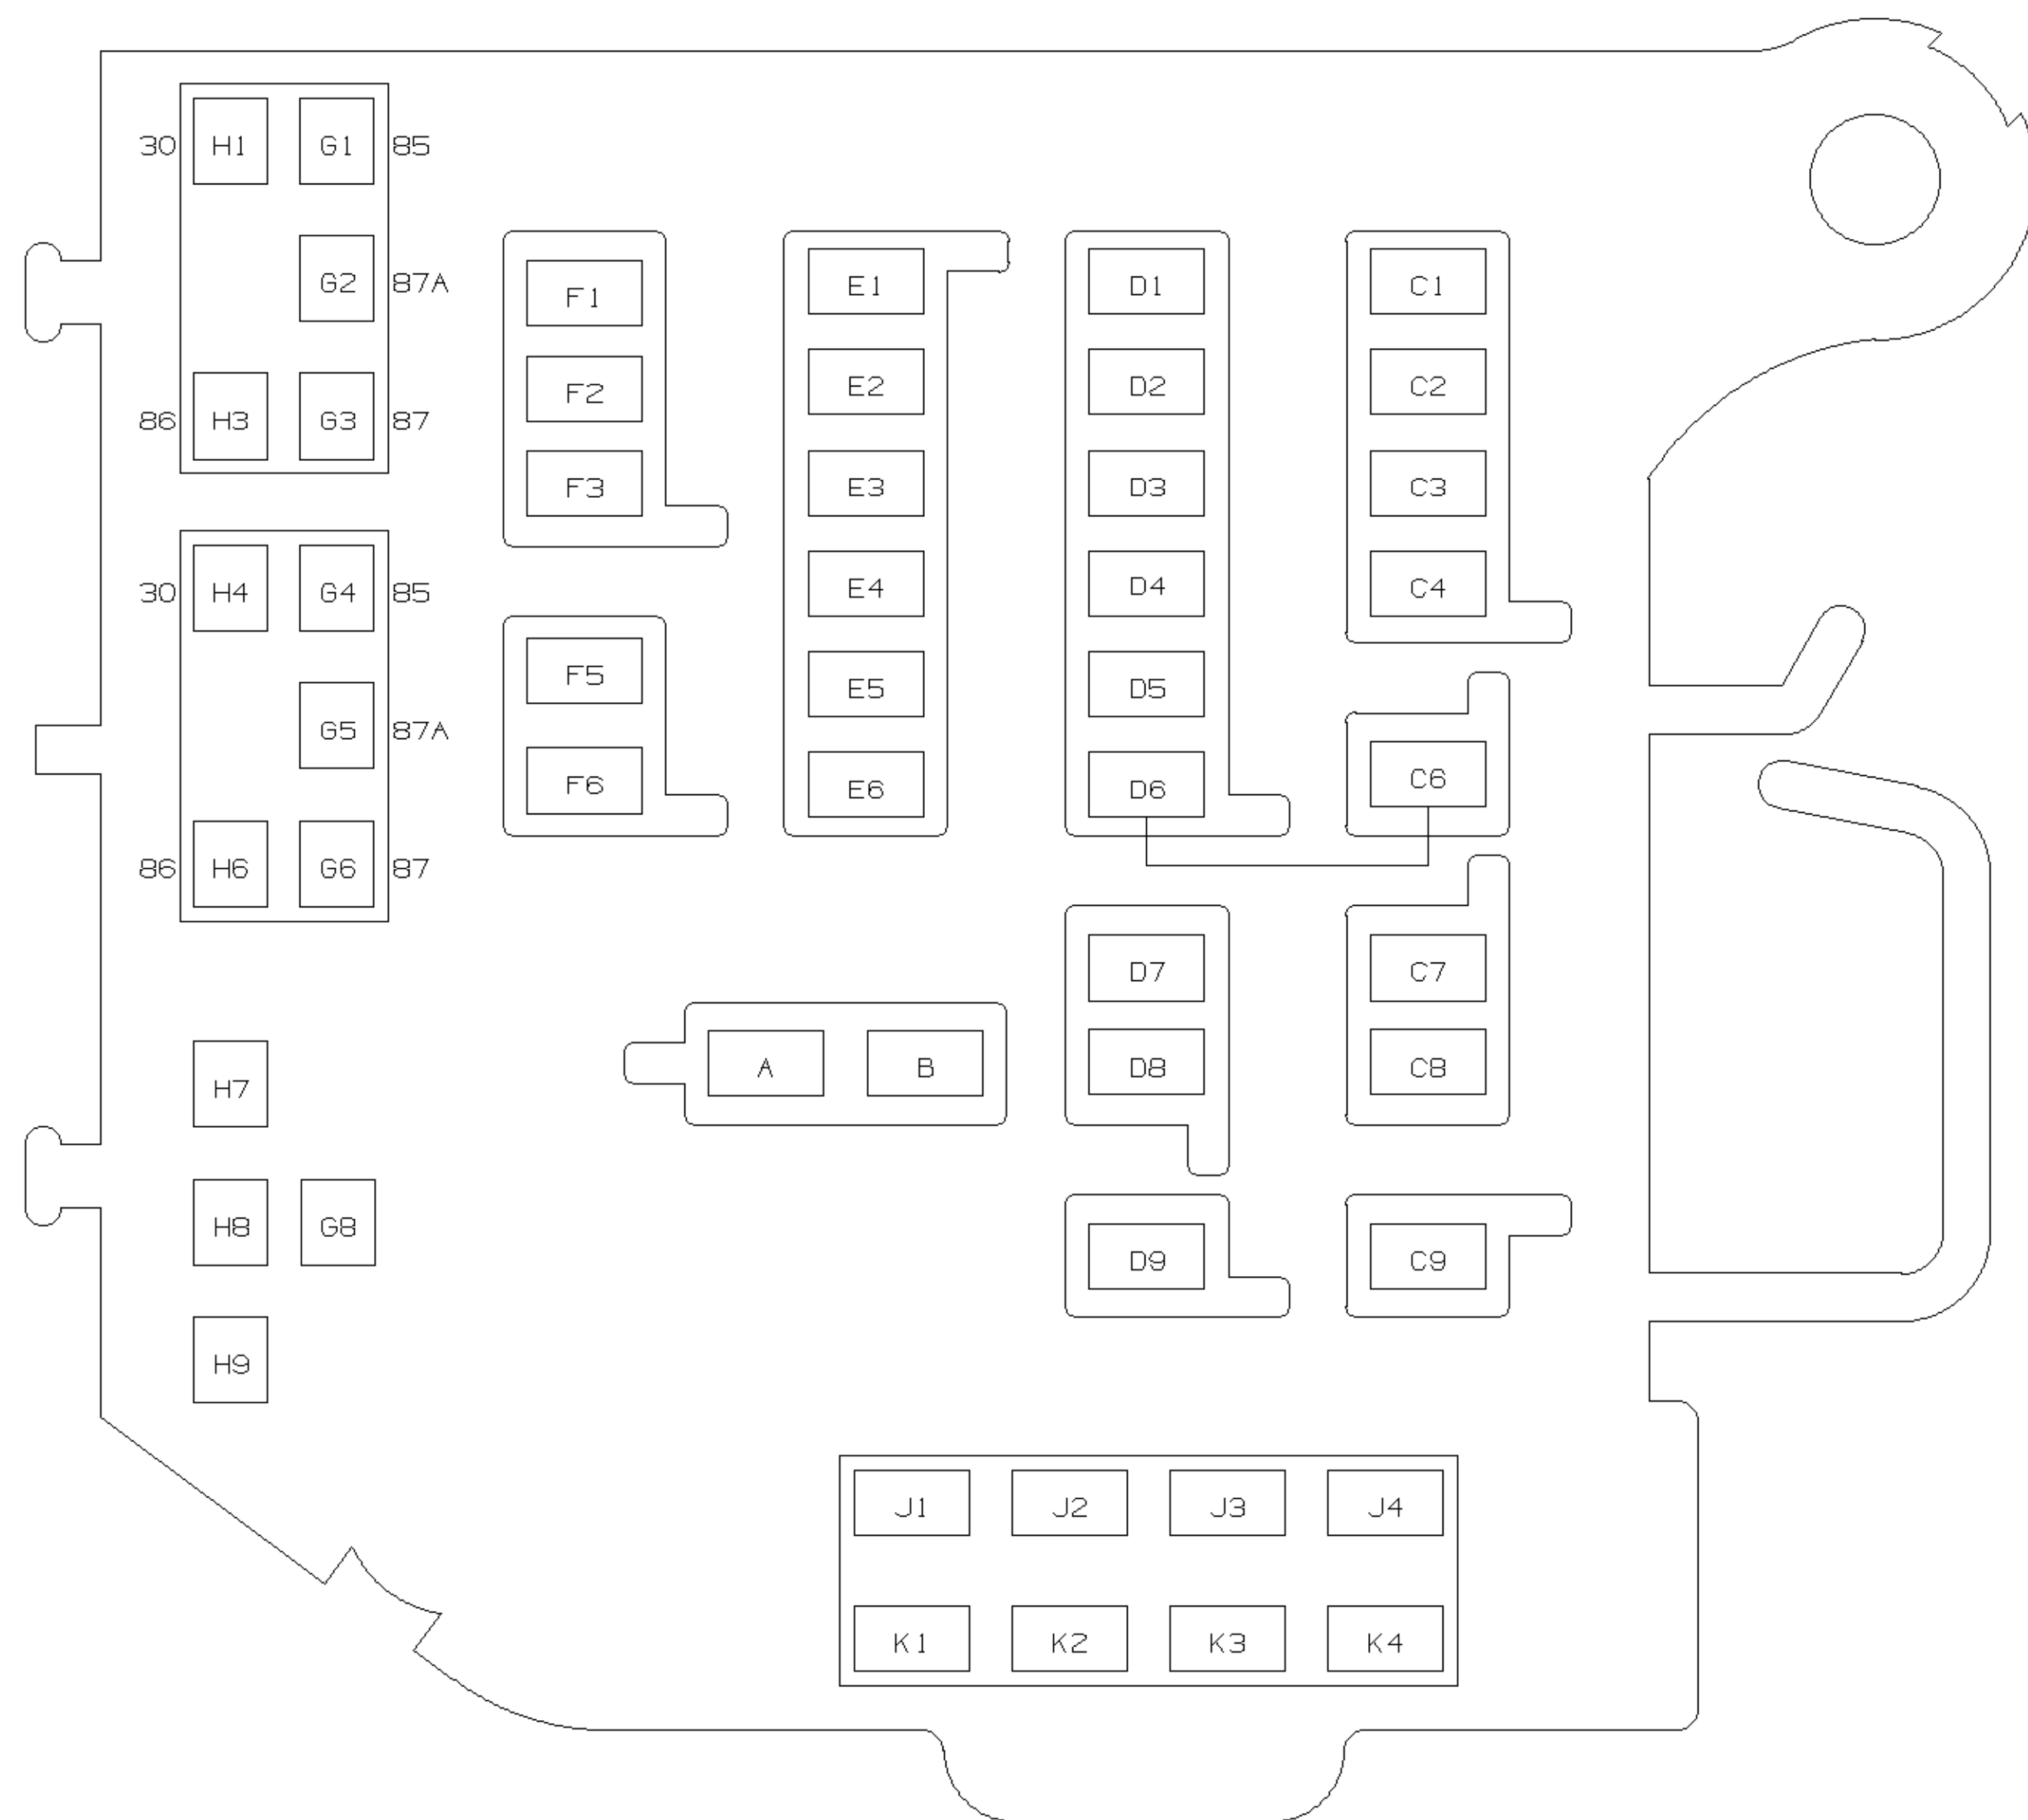 30 H1 G1 85
G2 87A
F1 E1 D1 C1
F2 E2 D2 C2
86 H3 G3 87
F3 E3 D3 C3
30 H4 G4 85
E4 D4 C4
F5 E5 D5
G5 87A
F6 E6 D6 C6
86 H6 G6 87
D7 C7
A B D8 C8
H7
H8 G8
D9 C9
H9
J1 J2 J3 J4
K1 K2 K3 K4